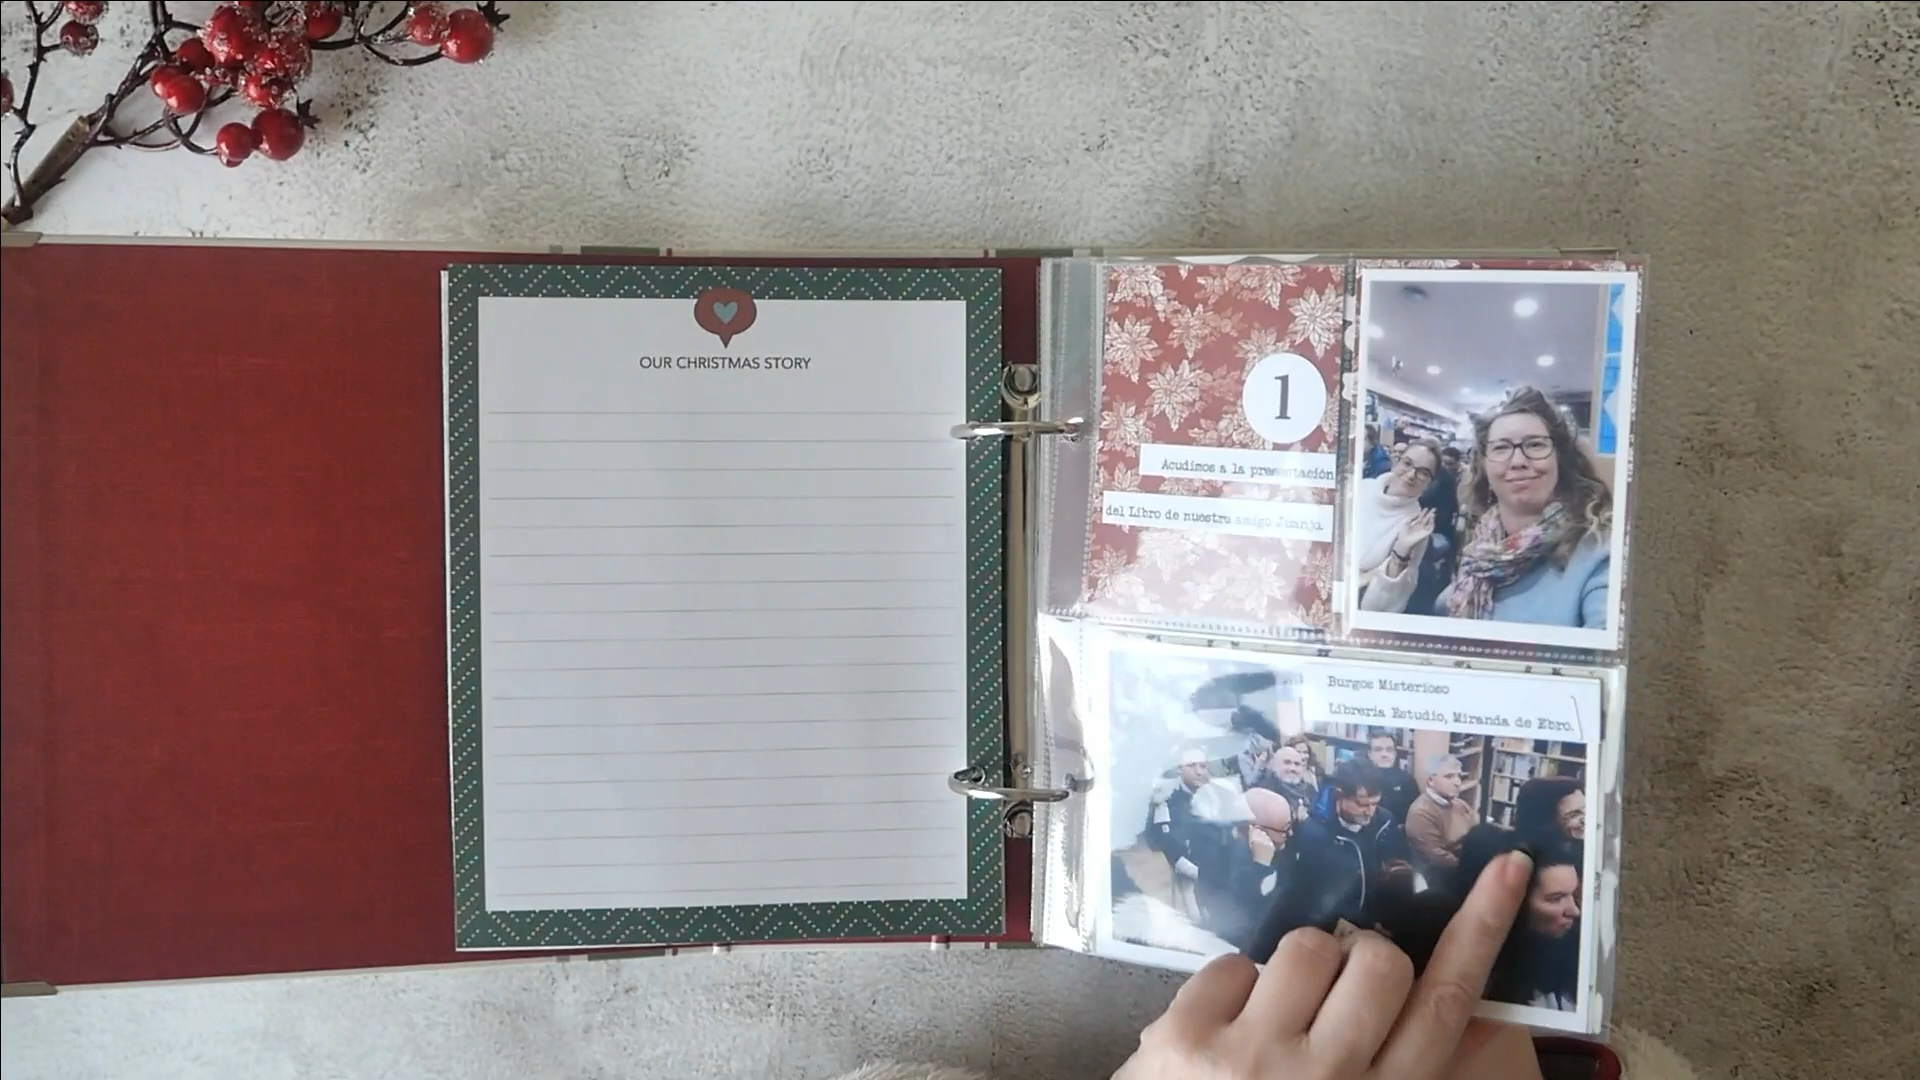 OUR CHRISTMAS STORY
1
Acudimos a la presentación
del Libro de nuestro amigo Juanjo.
Burgos Misterioso
Librería Estudio, Miranda de Ebro.